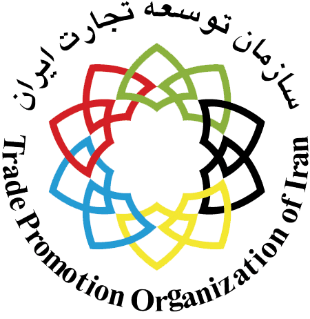 سازمان توسعه تجارت ایران
Trade Promotion Organization of Iran